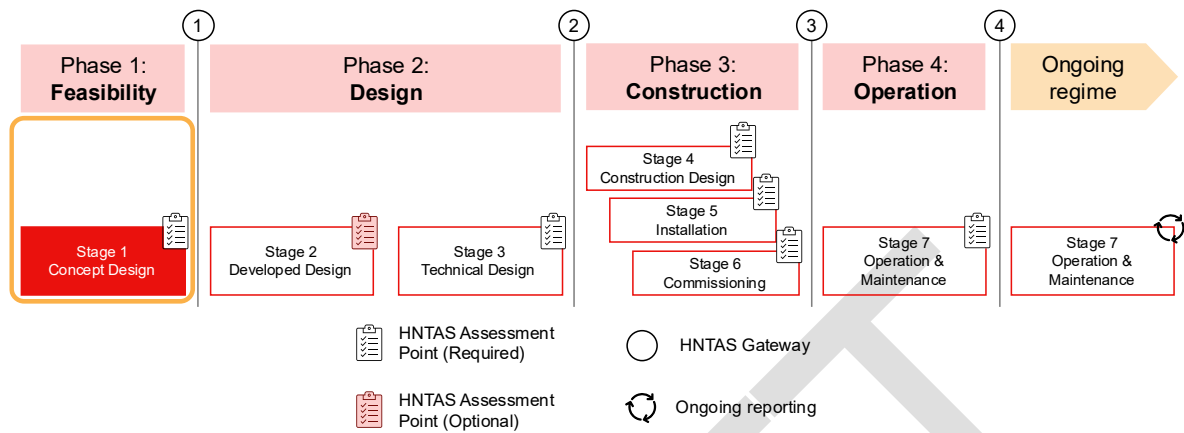 1
2
3
4
Phase 1:
Feasibility
Phase 2:
Design
Phase 3:
Construction
Phase 4:
Operation
Ongoing
regime
Stage 1
Concept Design
Stage 2
Developed Design
Stage 3
Technical Design
Stage 4
Construction Design
Stage 5
Installation
Stage 6
Commissioning
Stage 7
Operation &
Maintenance
Stage 7
Operation &
Maintenance
HNTAS Assessment
Point (Required)
HNTAS Gateway
HNTAS Assessment
Point (Optional)
Ongoing reporting